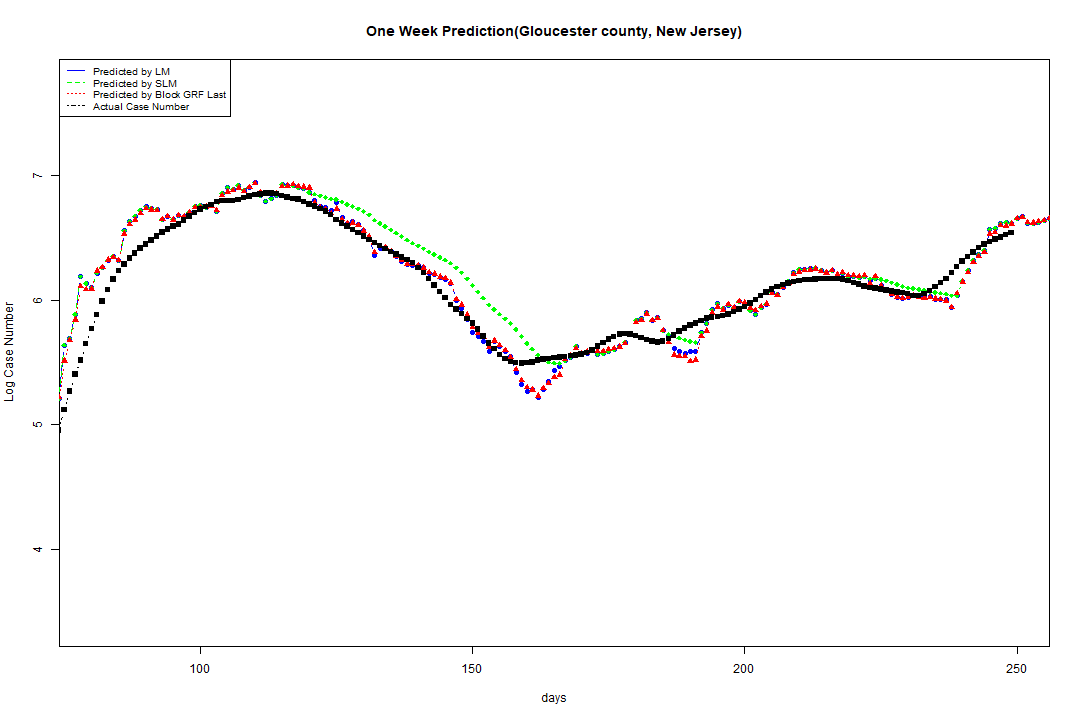 One Week Prediction(Gloucester county, New Jersey)
Predicted by LM
Predicted by SLM
Predicted by Block GRF Last
Actual Case Number
7
6
5
4
Log Case Number
100 150 200 250
days